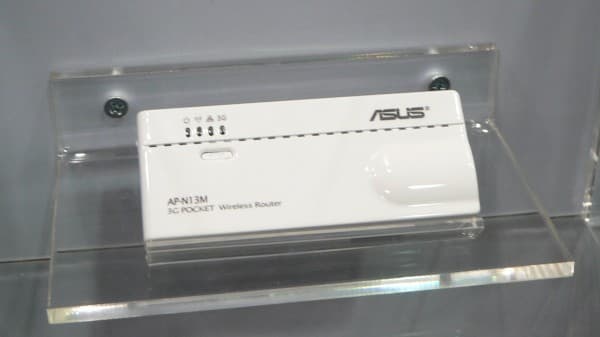 3G
ASUS
AP-N13M
3G POCKET Wireless Router